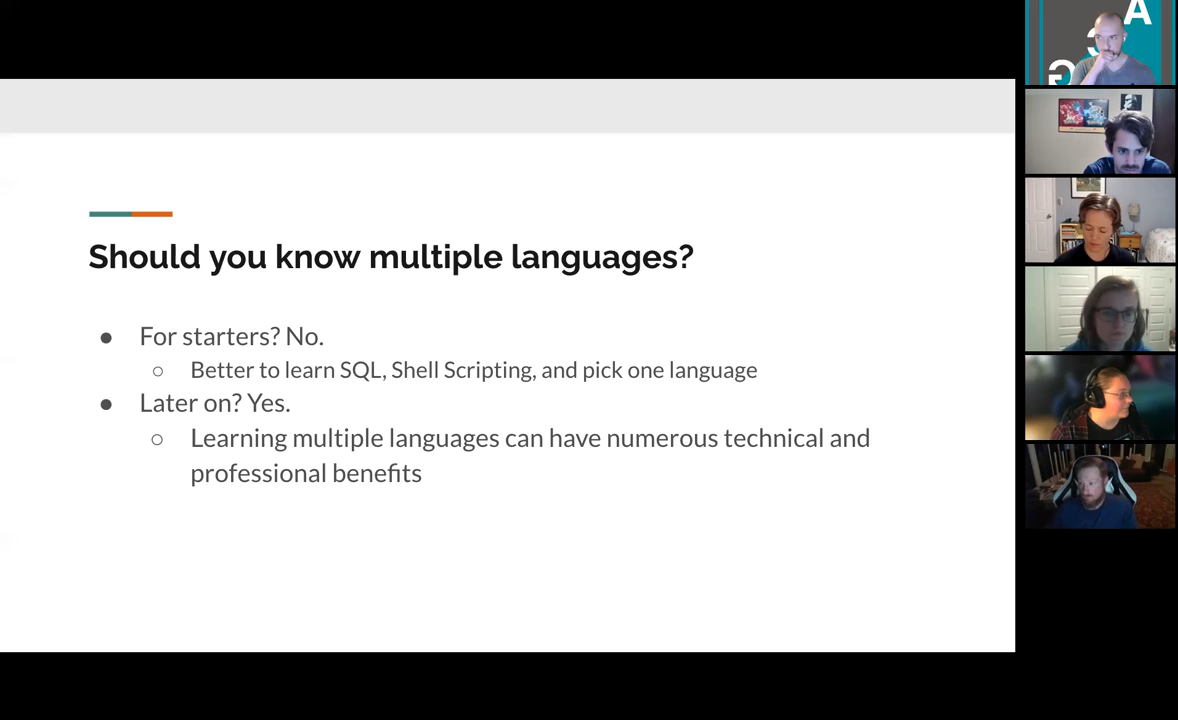 Should you know multiple languages?
● For starters? No.
○ Better to learn SQL, Shell Scripting, and pick one language
● Later on? Yes.
○ Learning multiple languages can have numerous technical and
professional benefits
A
G